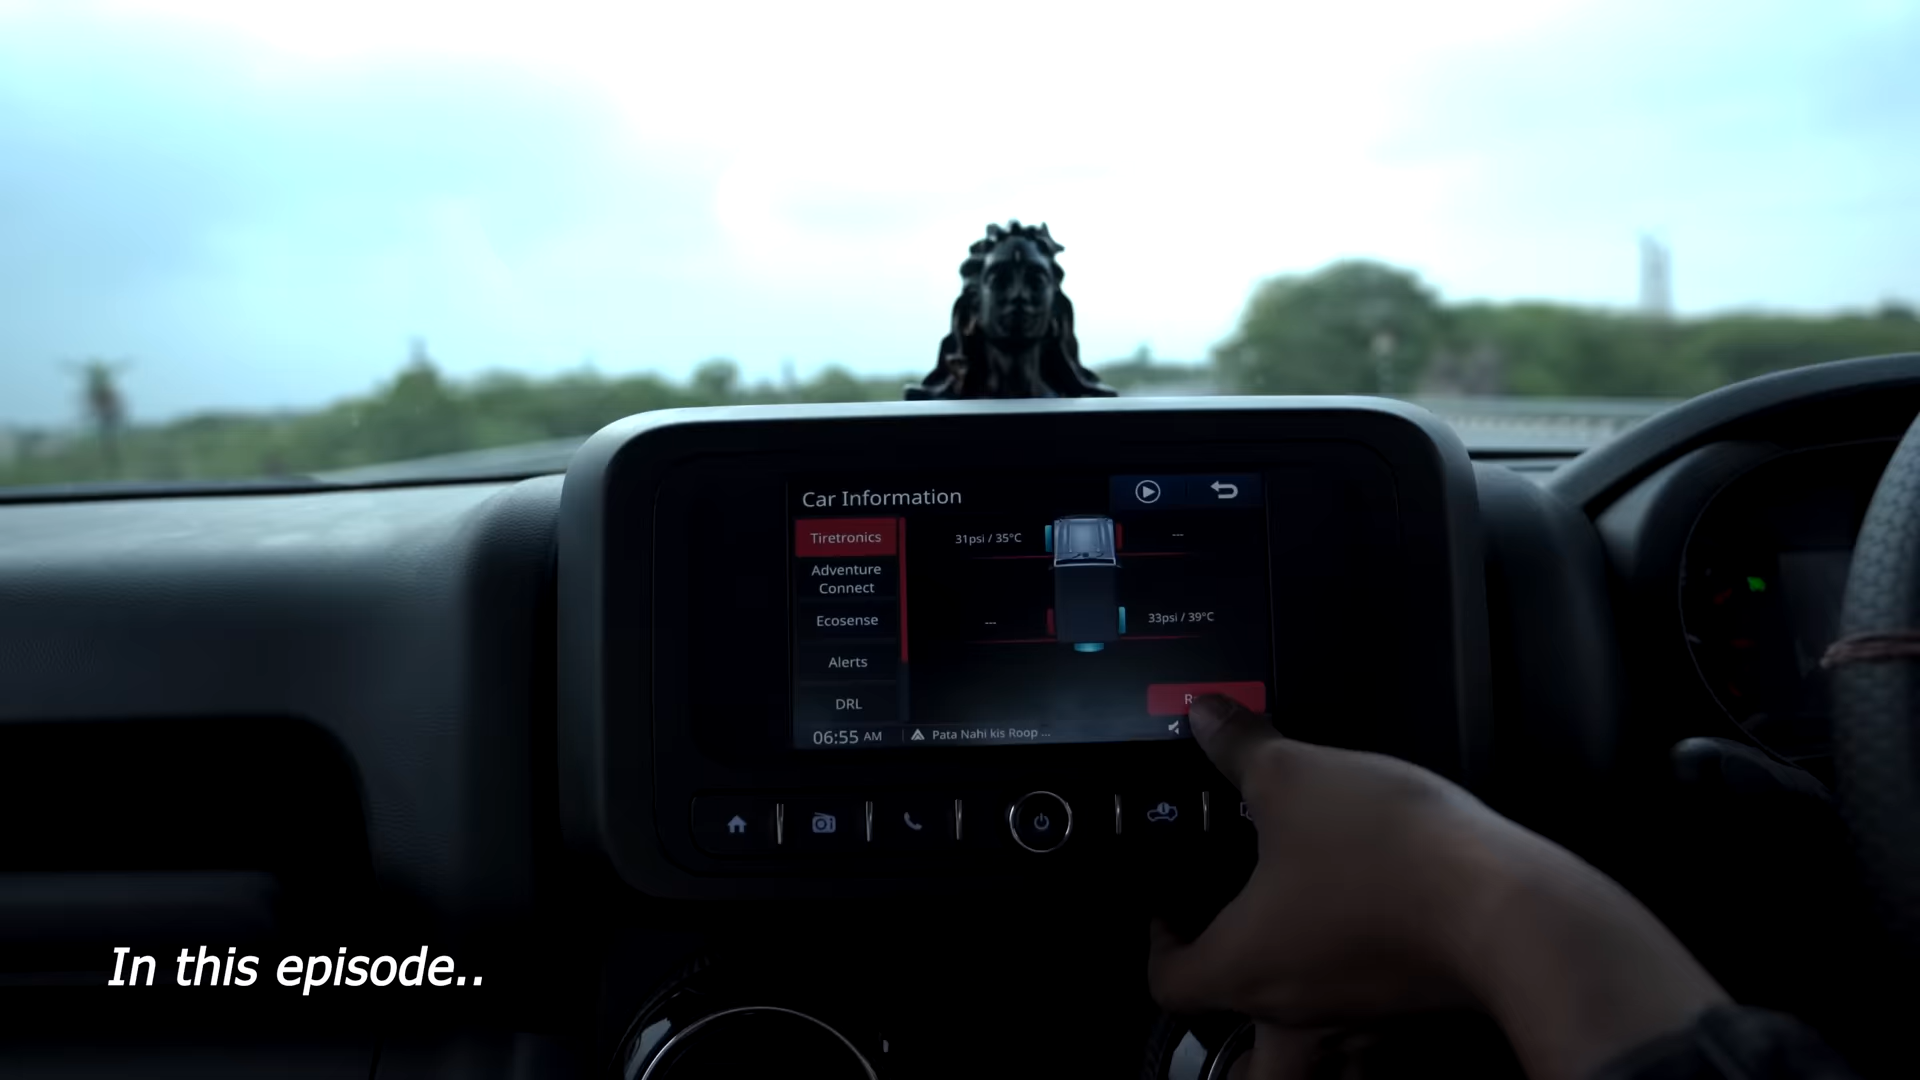 Car Information
Tiretronics
31psi / 35°C
---
Adventure
Connect
Ecosense
---
33psi / 39°C
Alerts
DRL
06:55 AM
Pata Nahi kis Roop ...
In this episode..